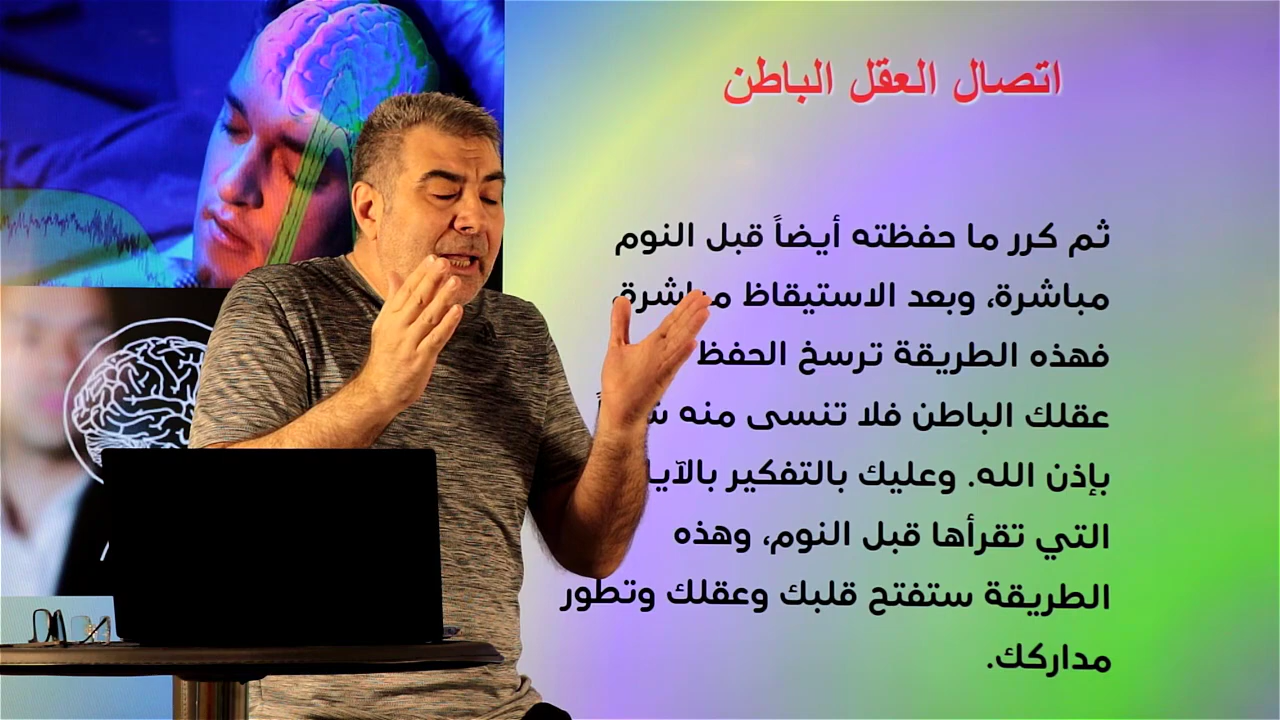 اتصال العقل الباطن
ثم كرر ما حفظته أيضاً قبل النوم
مباشرة، وبعد الاستيقاظ مباشرة،
فهذه الطريقة ترسخ الحفظ
عقلك الباطن فلا تنسى منه
بإذن الله. وعليك بالتفكير
التي تقرأها قبل النوم، وهذه
الطريقة ستفتح قلبك وعقلك وتطور
مداركك.